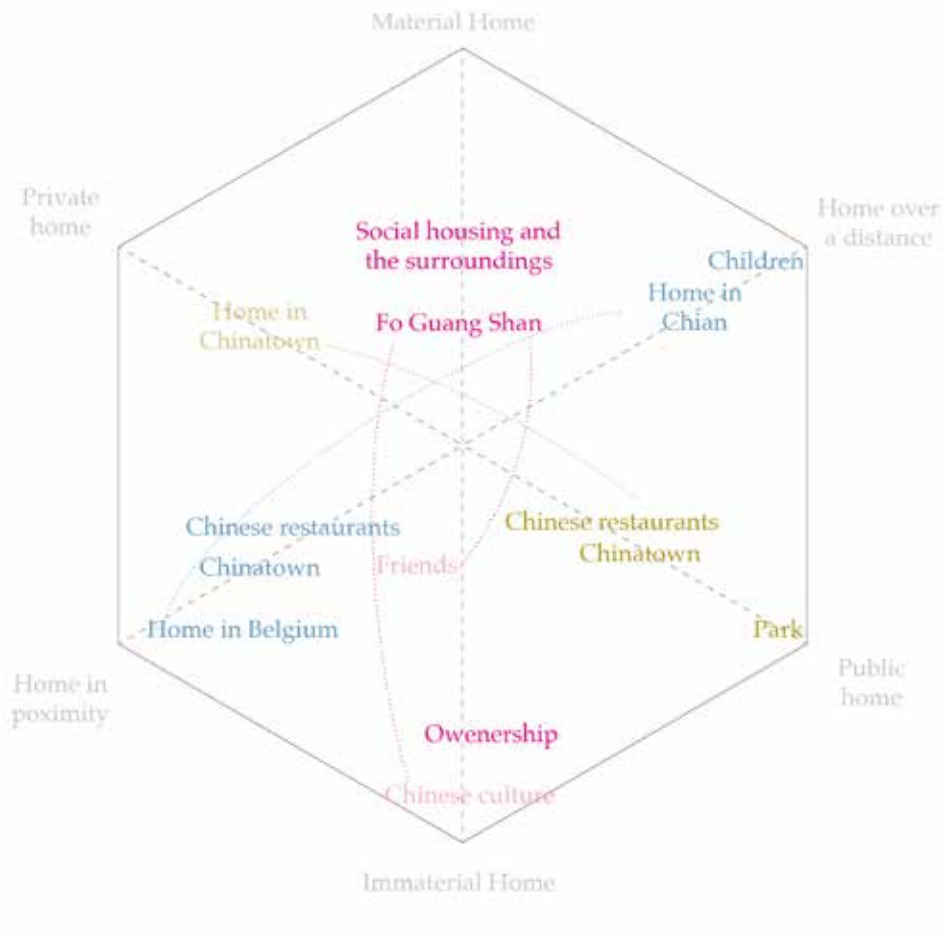 Material Home
Private
home
Home over
a distance
Social housing and
the surroundings
Children
Home in
Chian
Home in
Chinatown
Fo Guang Shan
Chinese restaurants
Chinatown
Home in Belgium
Friends
Chinese restaurants
Chinatown
Park
Home in
poximity
Public
home
Owenership
Chinese culture
Immaterial Home